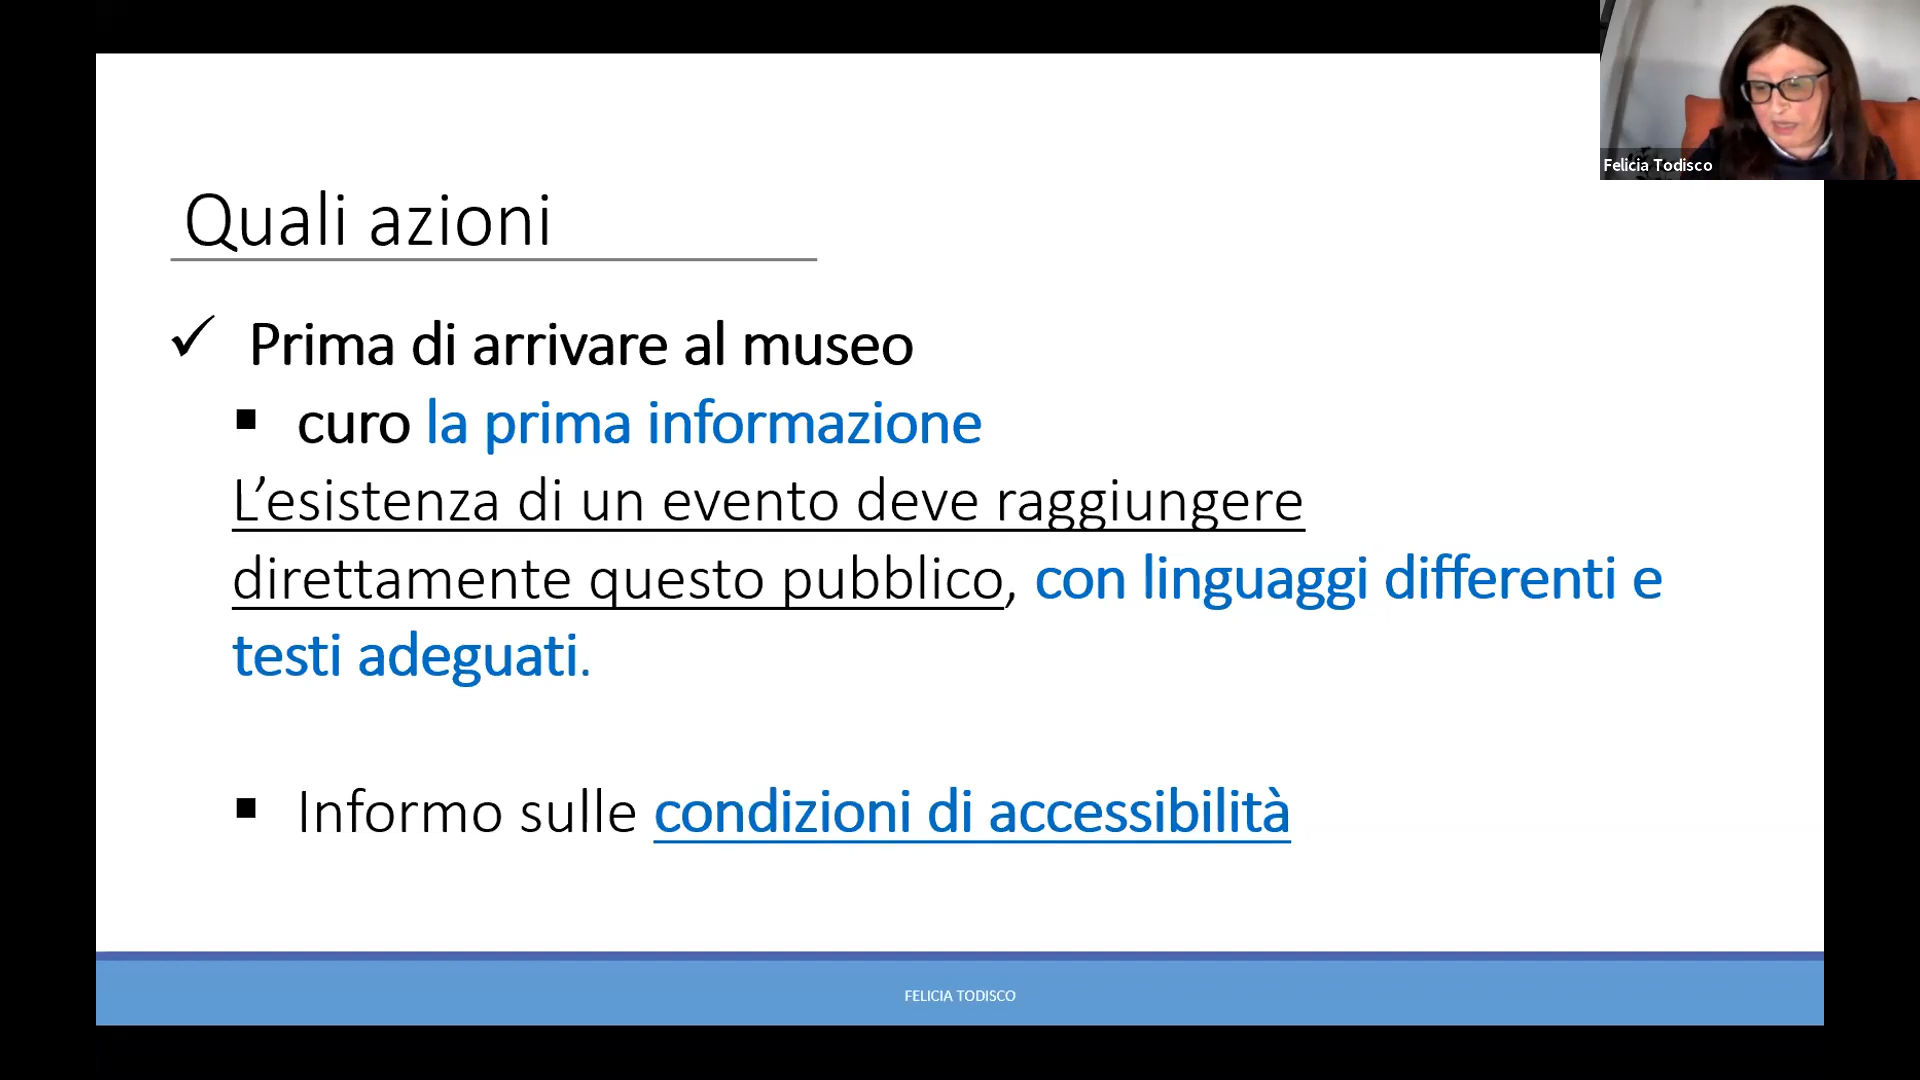 Felicia Todisco
Quali azioni
✓ Prima di arrivare al museo
▪ curo la prima informazione
L’esistenza di un evento deve raggiungere
direttamente questo pubblico, con linguaggi differenti e
testi adeguati.
▪ Informo sulle condizioni di accessibilità
FELICIA TODISCO